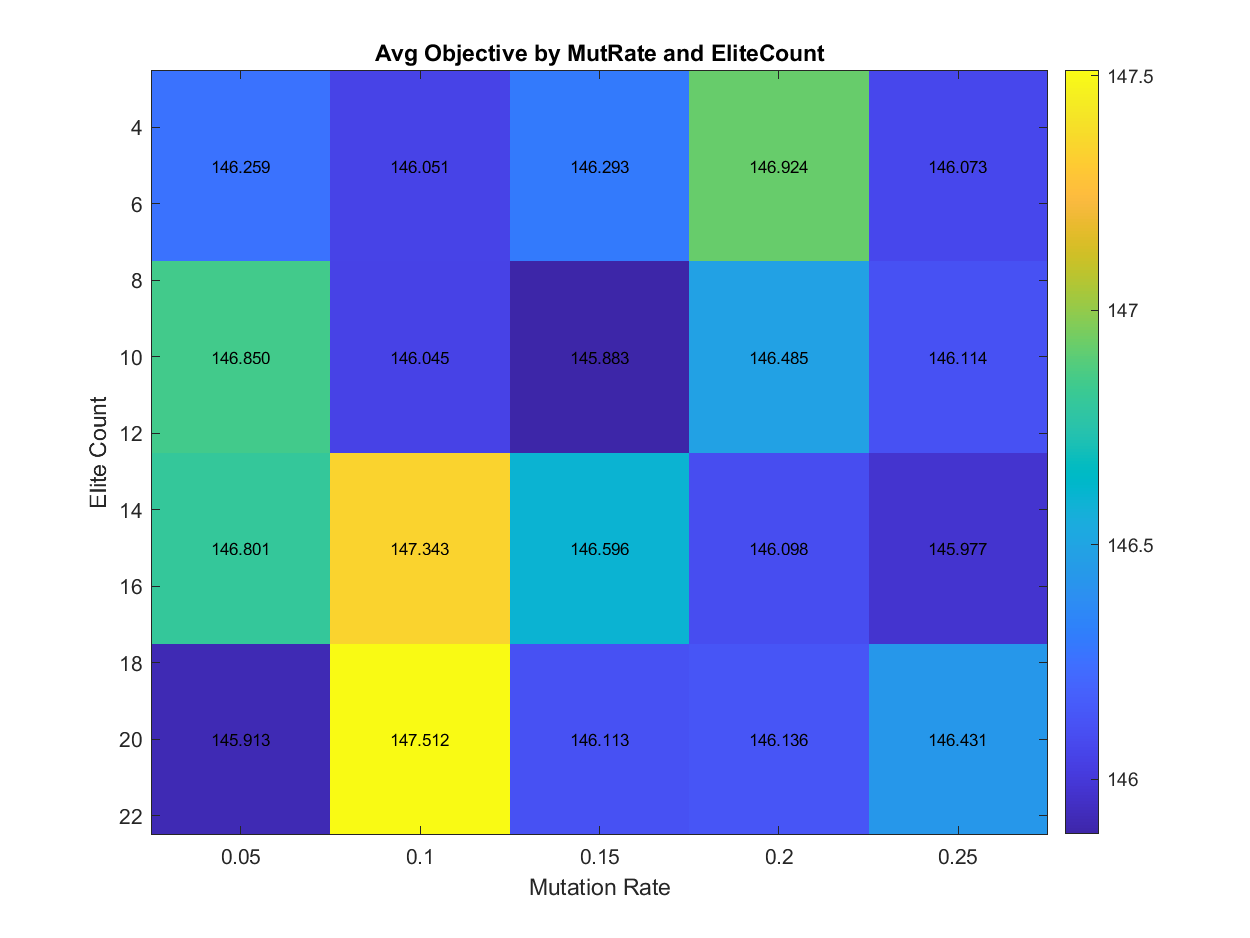 Avg Objective by MutRate and EliteCount
147.5
4
146.259 146.051 146.293 146.924 146.073
6
8
147
10 146.850 146.045 145.883 146.485 146.114
12
Elite Count
14
146.5
146.801 147.343 146.596 146.098 145.977
16
18
20 145.913 147.512 146.113 146.136 146.431
146
22
0.05 0.1 0.15 0.2 0.25
Mutation Rate